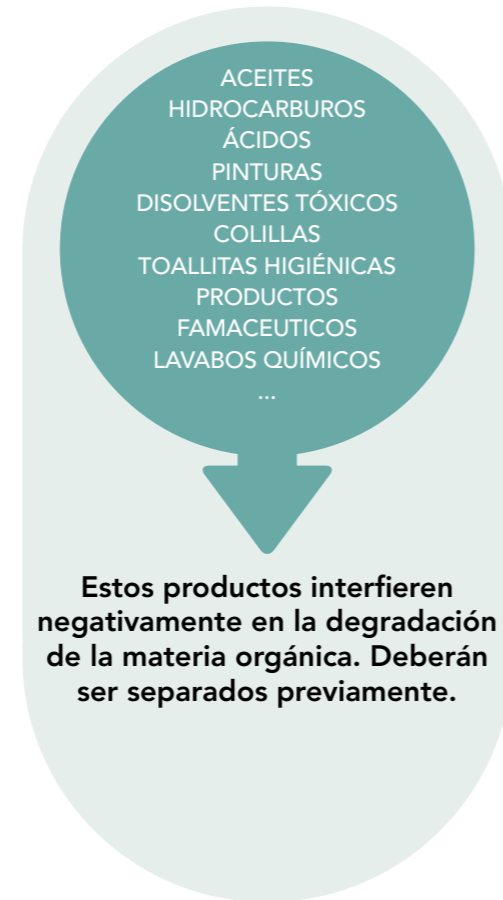 ACEITES
HIDROCARBUROS
ÁCIDOS
PINTURAS
DISOLVENTES TÓXICOS
COLILLAS
TOALLITAS HIGIÉNICAS
PRODUCTOS
FAMACEUTICOS
LAVABOS QUÍMICOS
...
Estos productos interfieren
negativamente en la degradación
de la materia orgánica. Deberán
ser separados previamente.